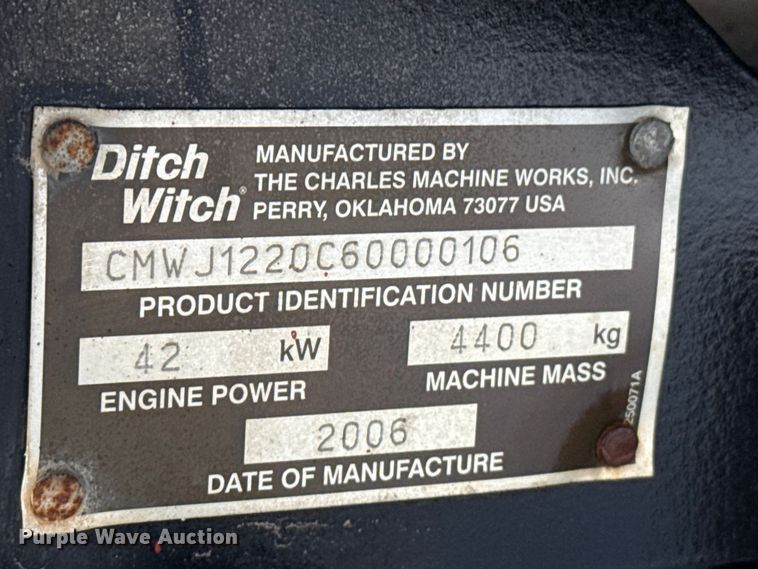 Ditch Witch®
MANUFACTURED BY
THE CHARLES MACHINE WORKS, INC.
PERRY, OKLAHOMA 73077 USA
CMWJ1220C60000106
PRODUCT IDENTIFICATION NUMBER
42 kW
ENGINE POWER
4400 kg
MACHINE MASS
2006
DATE OF MANUFACTURE
250071A
Purple Wave Auction